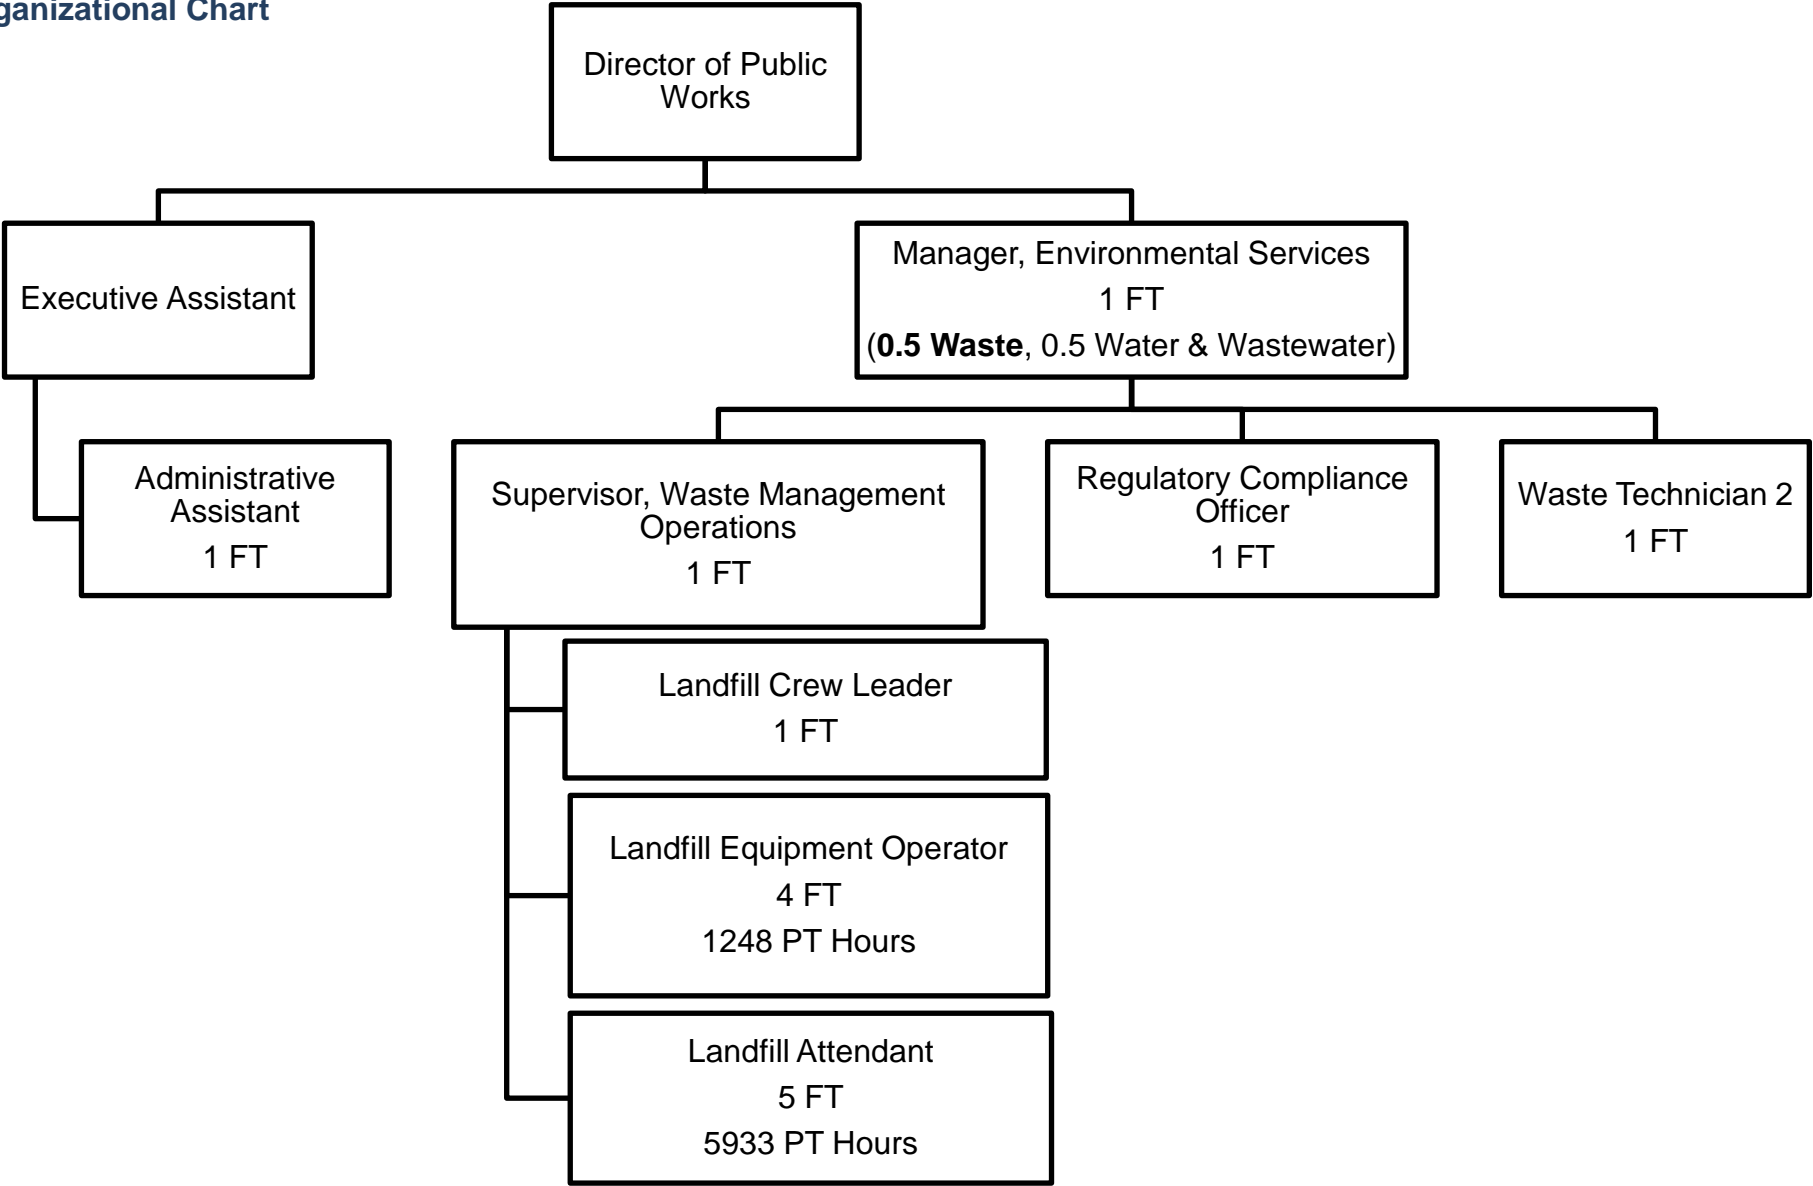 ganizational Chart
Director of Public
Works
Executive Assistant
Manager, Environmental Services
1 FT
(0.5 Waste, 0.5 Water & Wastewater)
Administrative
Assistant
1 FT
Supervisor, Waste Management
Operations
1 FT
Regulatory Compliance
Officer
1 FT
Waste Technician 2
1 FT
Landfill Crew Leader
1 FT
Landfill Equipment Operator
4 FT
1248 PT Hours
Landfill Attendant
5 FT
5933 PT Hours